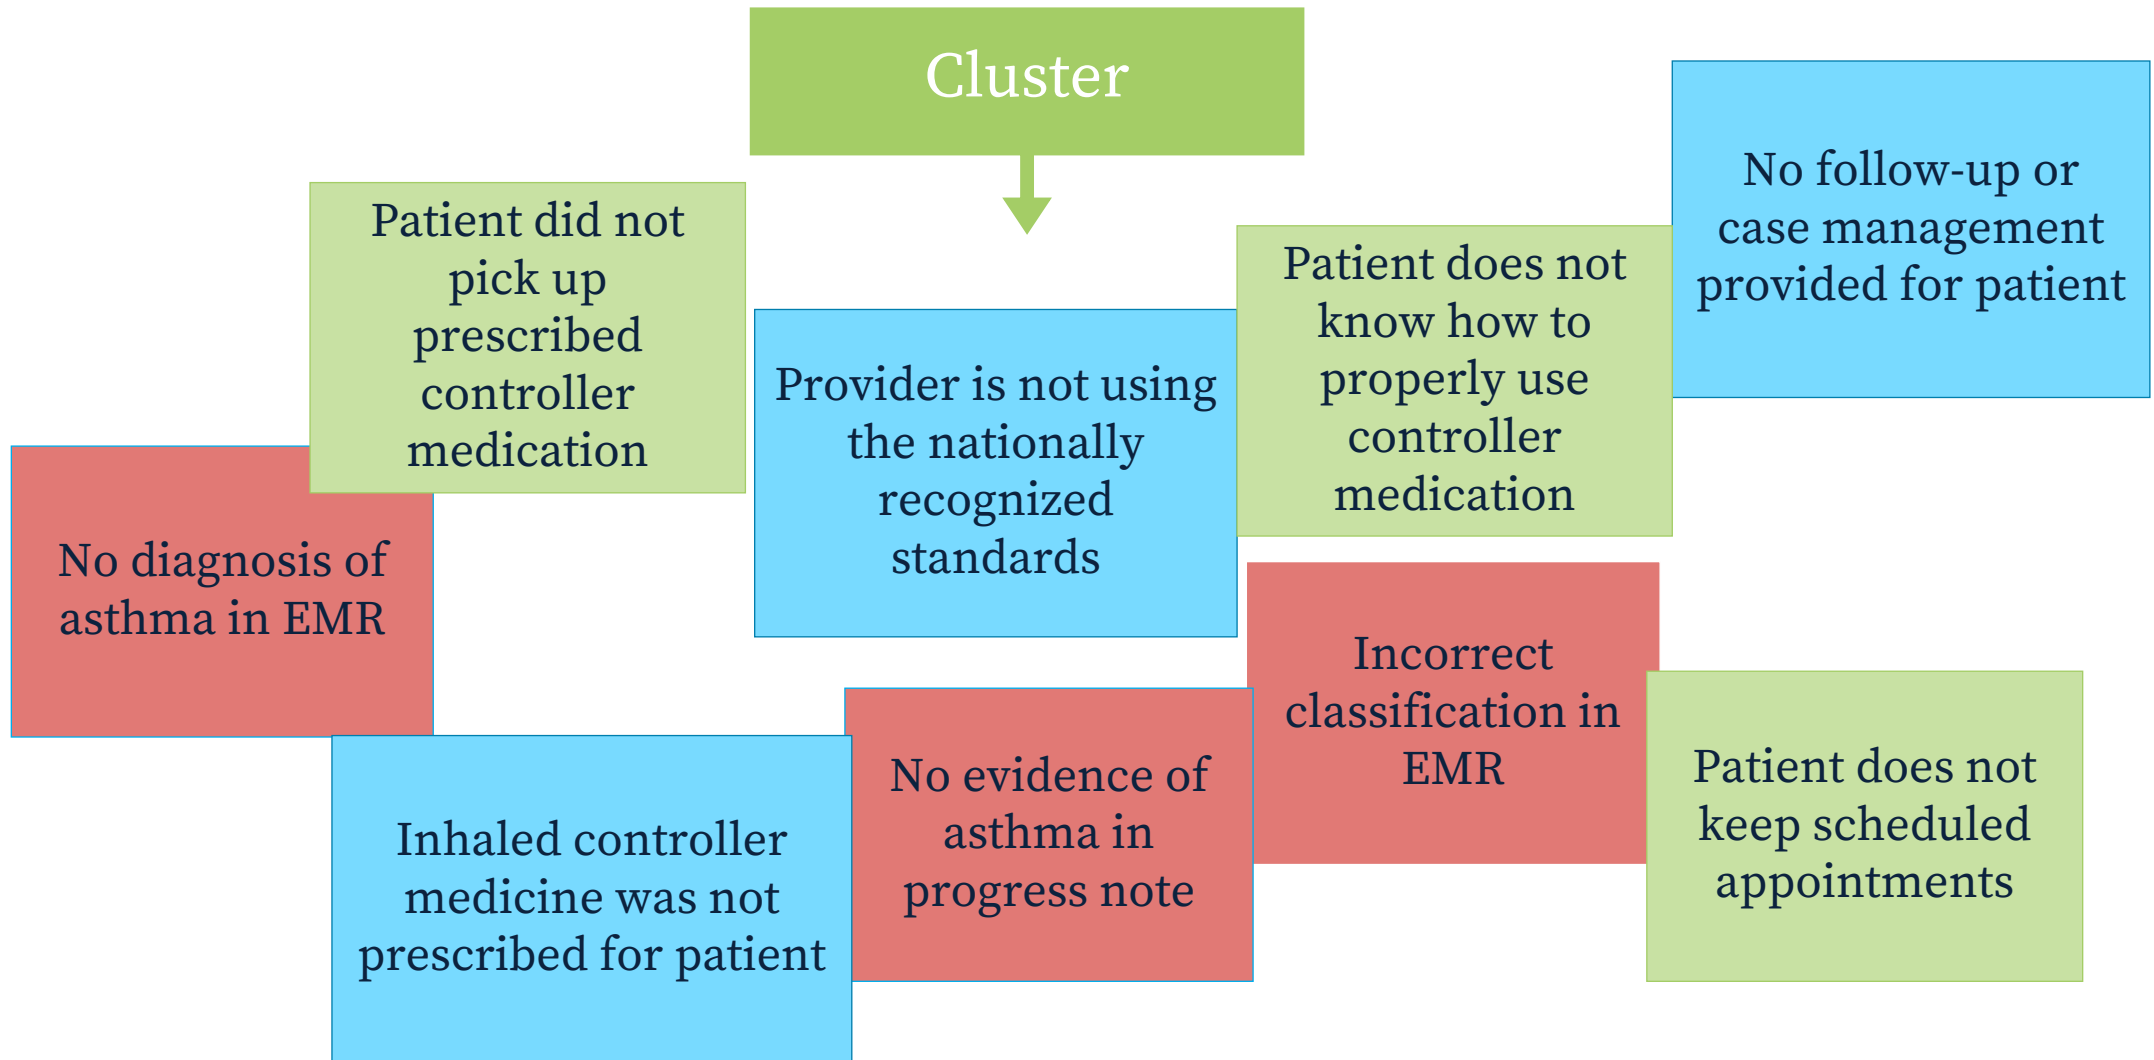 Cluster
Patient did not
pick up
prescribed
controller
medication
No follow-up or
case management
provided for patient
Patient does not
know how to
properly use
controller
medication
Provider is not using
the nationally
recognized
standards
No diagnosis of
asthma in EMR
Incorrect
classification in
EMR
Inhaled controller
medicine was not
prescribed for patient
No evidence of
asthma in
progress note
Patient does not
keep scheduled
appointments